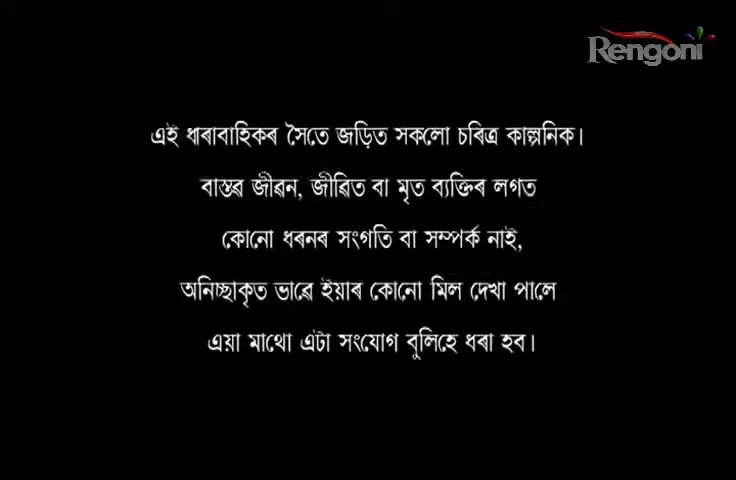 Rengoni
এই ধাৰাবাহিকৰ সৈতে জড়িত সকলো চৰিত্ৰ কাল্পনিক।
বাস্তৱ জীৱন, জীৱিত বা মৃত ব্যক্তিৰ লগত
কোনো ধৰনৰ সংগতি বা সম্পৰ্ক নাই,
অনিচ্ছাকৃত ভাৱে ইয়াৰ কোনো মিল দেখা পালে
এয়া মাথো এটা সংযোগ বুলিহে ধৰা হব।